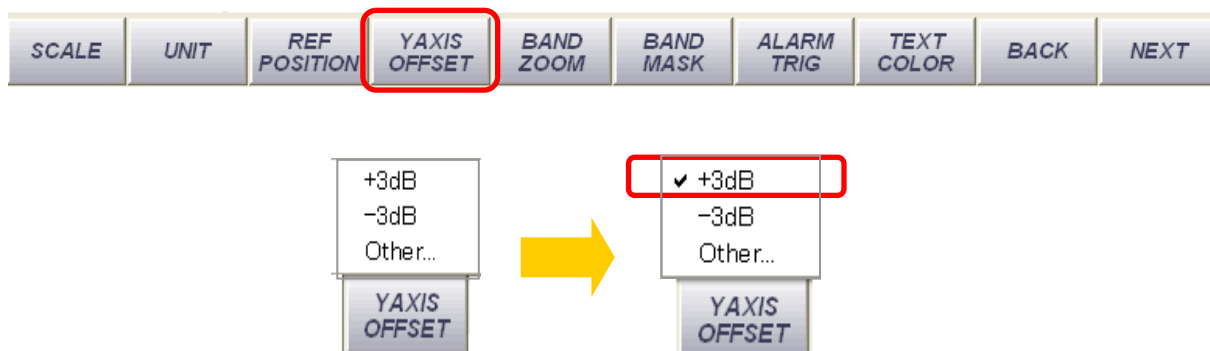 SCALE
UNIT
REF
POSITION
YAXIS
OFFSET
BAND
ZOOM
BAND
MASK
ALARM
TRIG
TEXT
COLOR
BACK
NEXT
+3dB
-3dB
Other...
YAXIS
OFFSET
✓ +3dB
-3dB
Other...
YAXIS
OFFSET